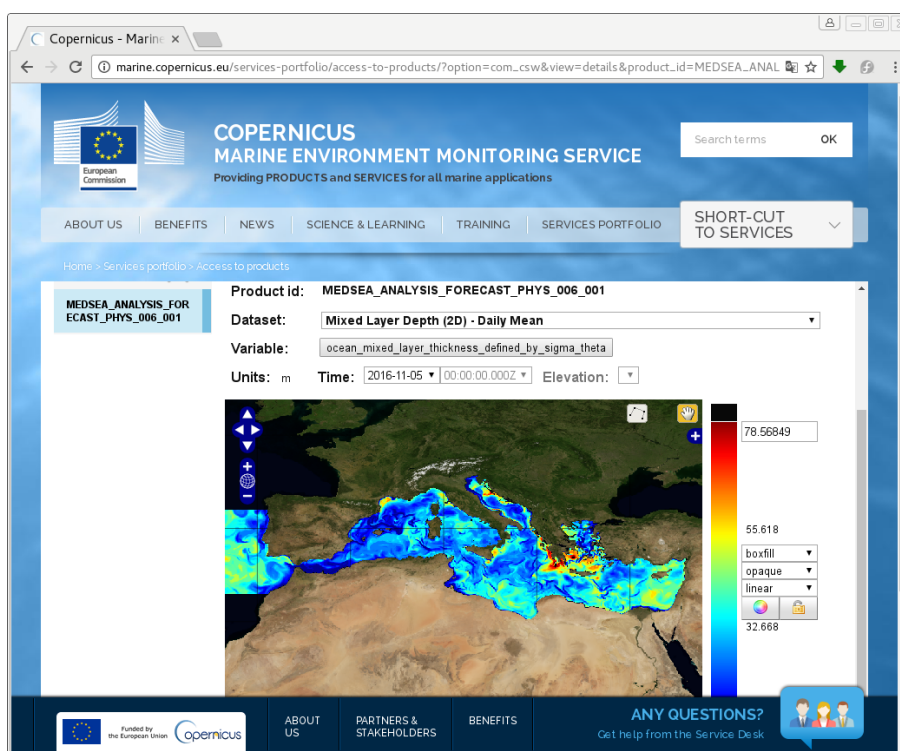 Copernicus - Marine
marine.copernicus.eu/services-portfolio/access-to-products/?option=com_csw&view=details&product_id=MEDSEA_ANAL
European
Commission
COPERNICUS
MARINE ENVIRONMENT MONITORING SERVICE
Providing PRODUCTS and SERVICES for all marine applications
Search terms OK
ABOUT US BENEFITS NEWS SCIENCE & LEARNING TRAINING SERVICES PORTFOLIO
SHORT-CUT
TO SERVICES
Home > Services portfolio > Access to products
MEDSEA_ANALYSIS_FOR
ECAST_PHYS_006_001
Product id: MEDSEA_ANALYSIS_FORECAST_PHYS_006_001
Dataset: Mixed Layer Depth (2D) - Daily Mean
Variable: ocean_mixed_layer_thickness_defined_by_sigma_theta
Units: m Time: 2016-11-05 00:00:00.000Z Elevation:
78.56849
55.618
boxfill
opaque
linear
32.668
Funded by
the European Union
opernicus
ABOUT
US
PARTNERS &
STAKEHOLDERS
BENEFITS
ANY QUESTIONS?
Get help from the Service Desk